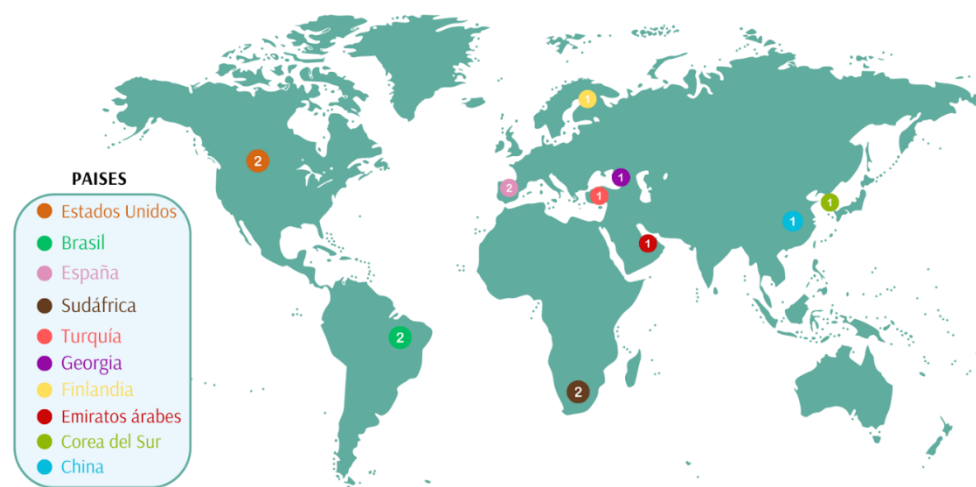 1
2
1
2
1
1
1
1
2
2
PAISES
Estados Unidos
Brasil
España
Sudáfrica
Turquía
Georgia
Finlandia
Emiratos árabes
Corea del Sur
China